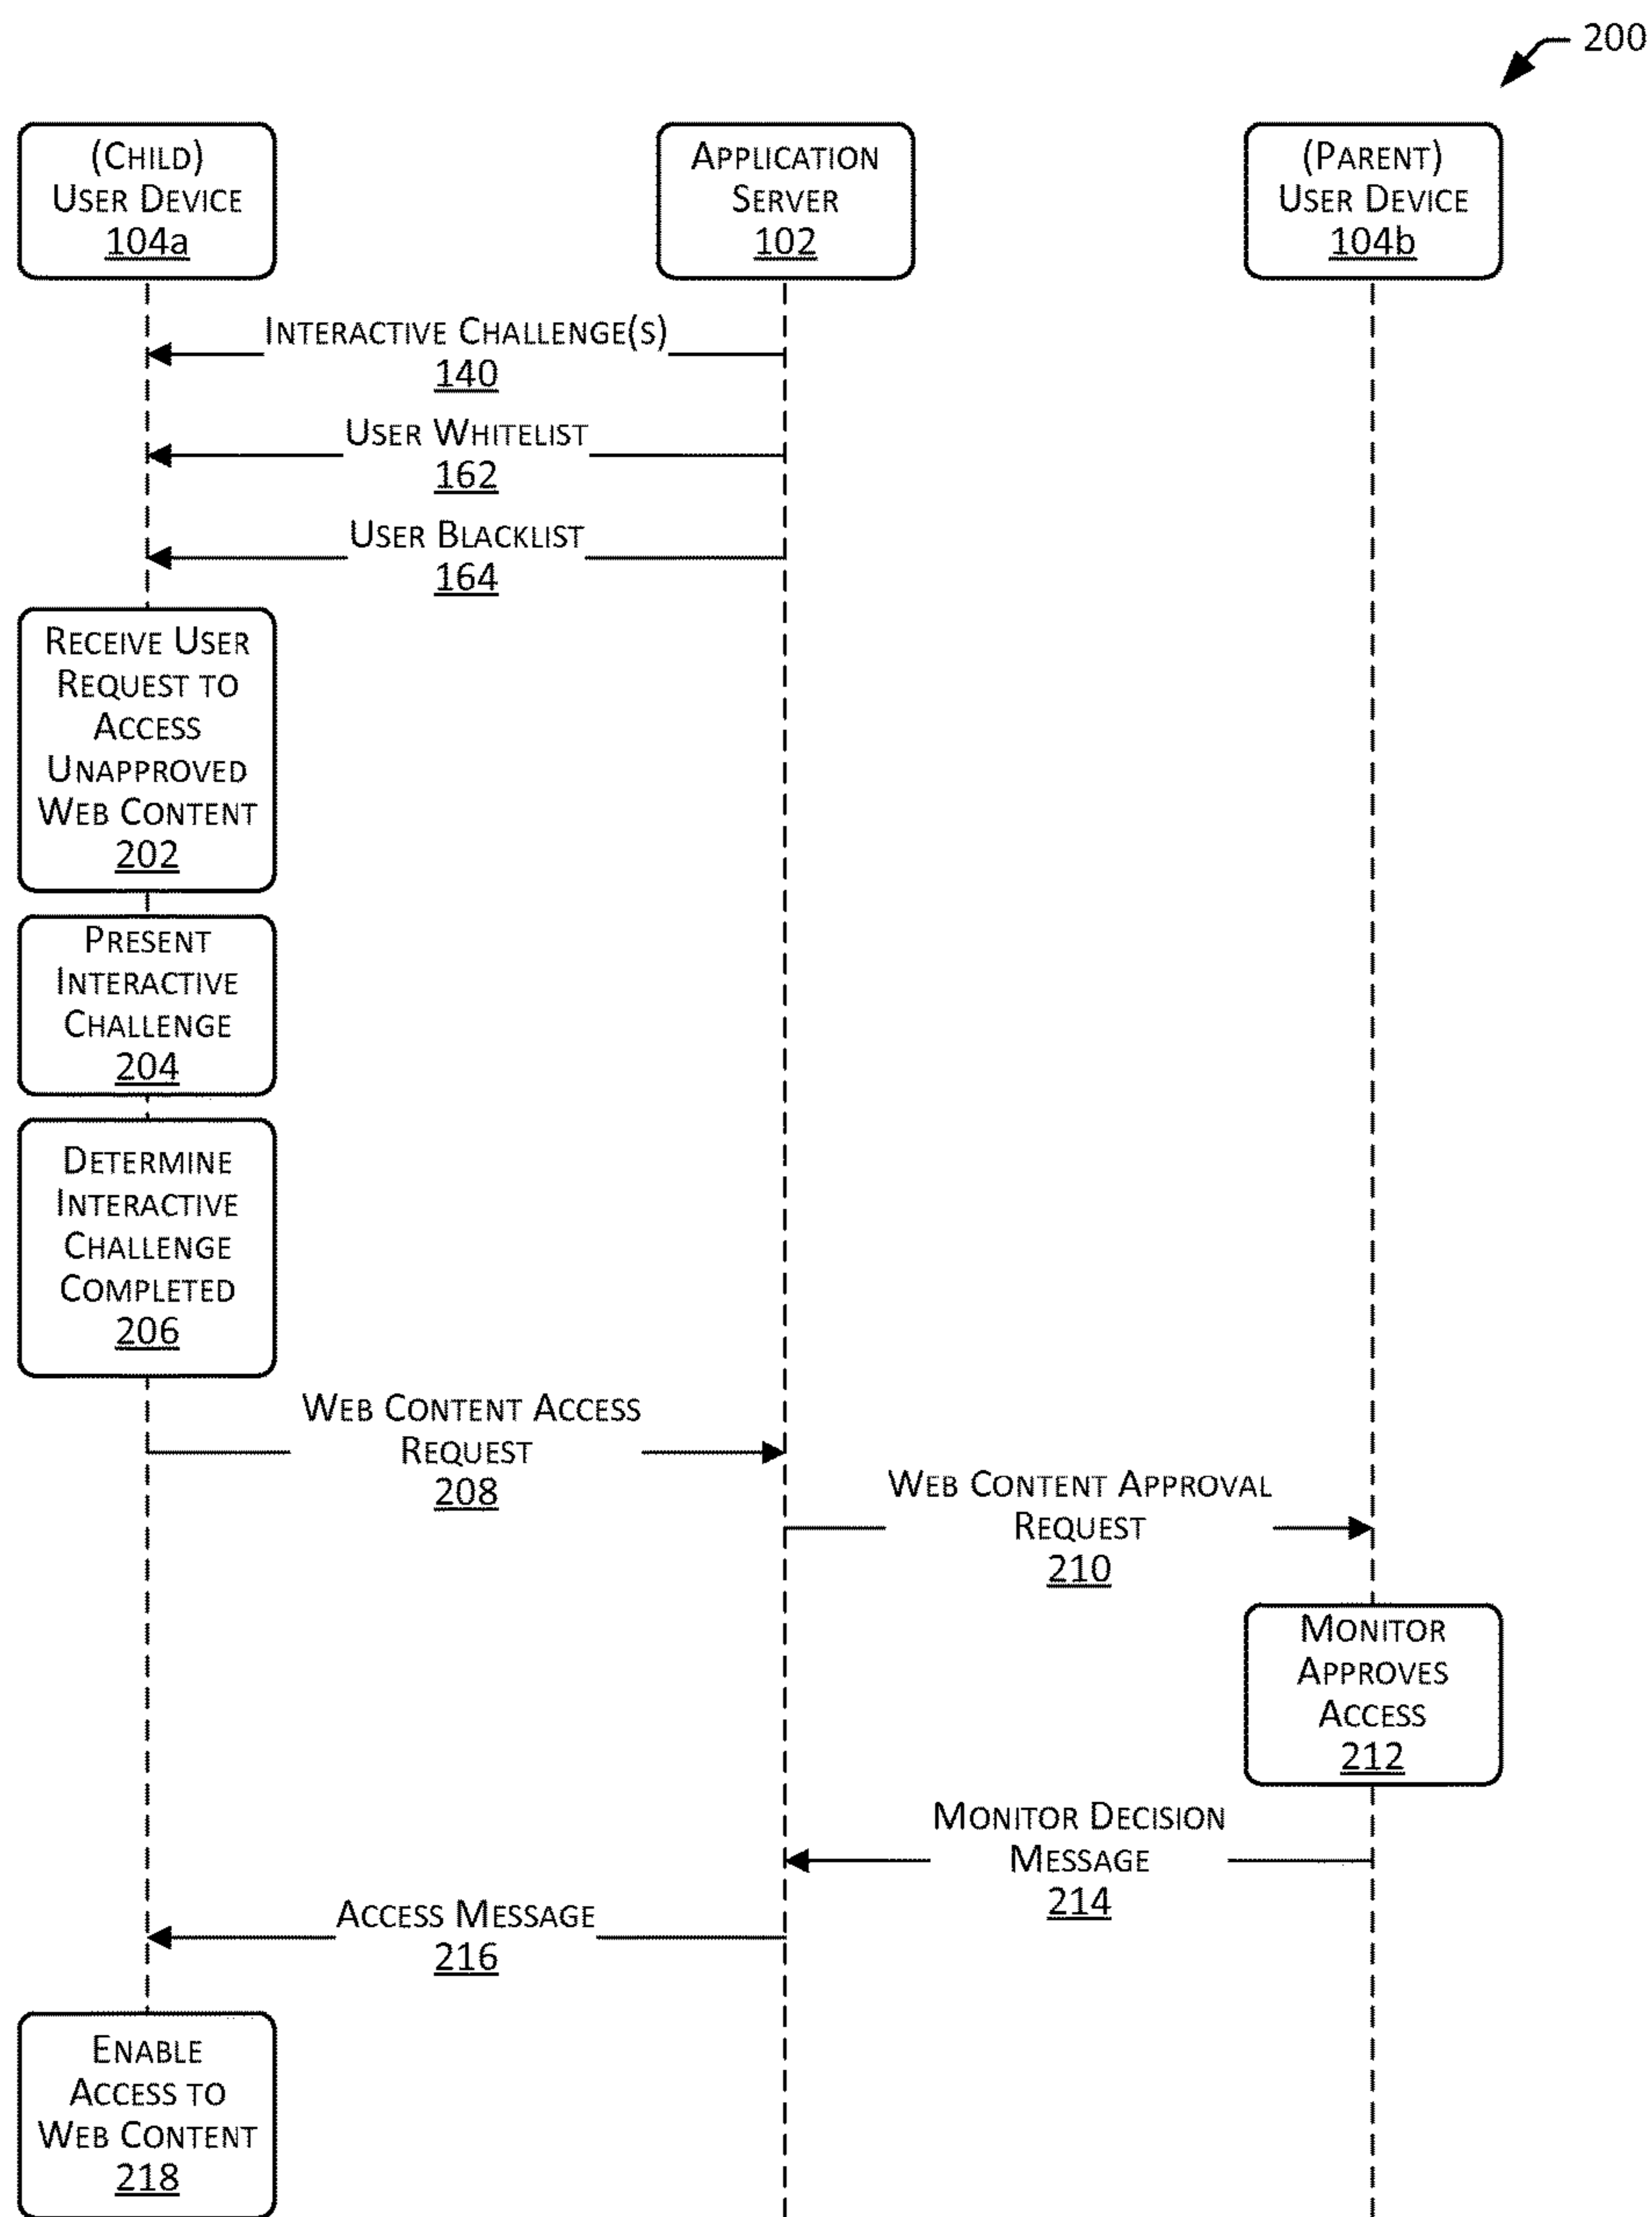 200
(CHILD)
USER DEVICE
104a
APPLICATION
SERVER
102
(PARENT)
USER DEVICE
104b
INTERACTIVE CHALLENGE(S)
140
USER WHITELIST
162
USER BLACKLIST
164
RECEIVE USER
REQUEST TO
ACCESS
UNAPPROVED
WEB CONTENT
202
PRESENT
INTERACTIVE
CHALLENGE
204
DETERMINE
INTERACTIVE
CHALLENGE
COMPLETED
206
WEB CONTENT ACCESS
REQUEST
208
WEB CONTENT APPROVAL
REQUEST
210
MONITOR
APPROVES
ACCESS
212
MONITOR DECISION
MESSAGE
214
ACCESS MESSAGE
216
ENABLE
ACCESS TO
WEB CONTENT
218